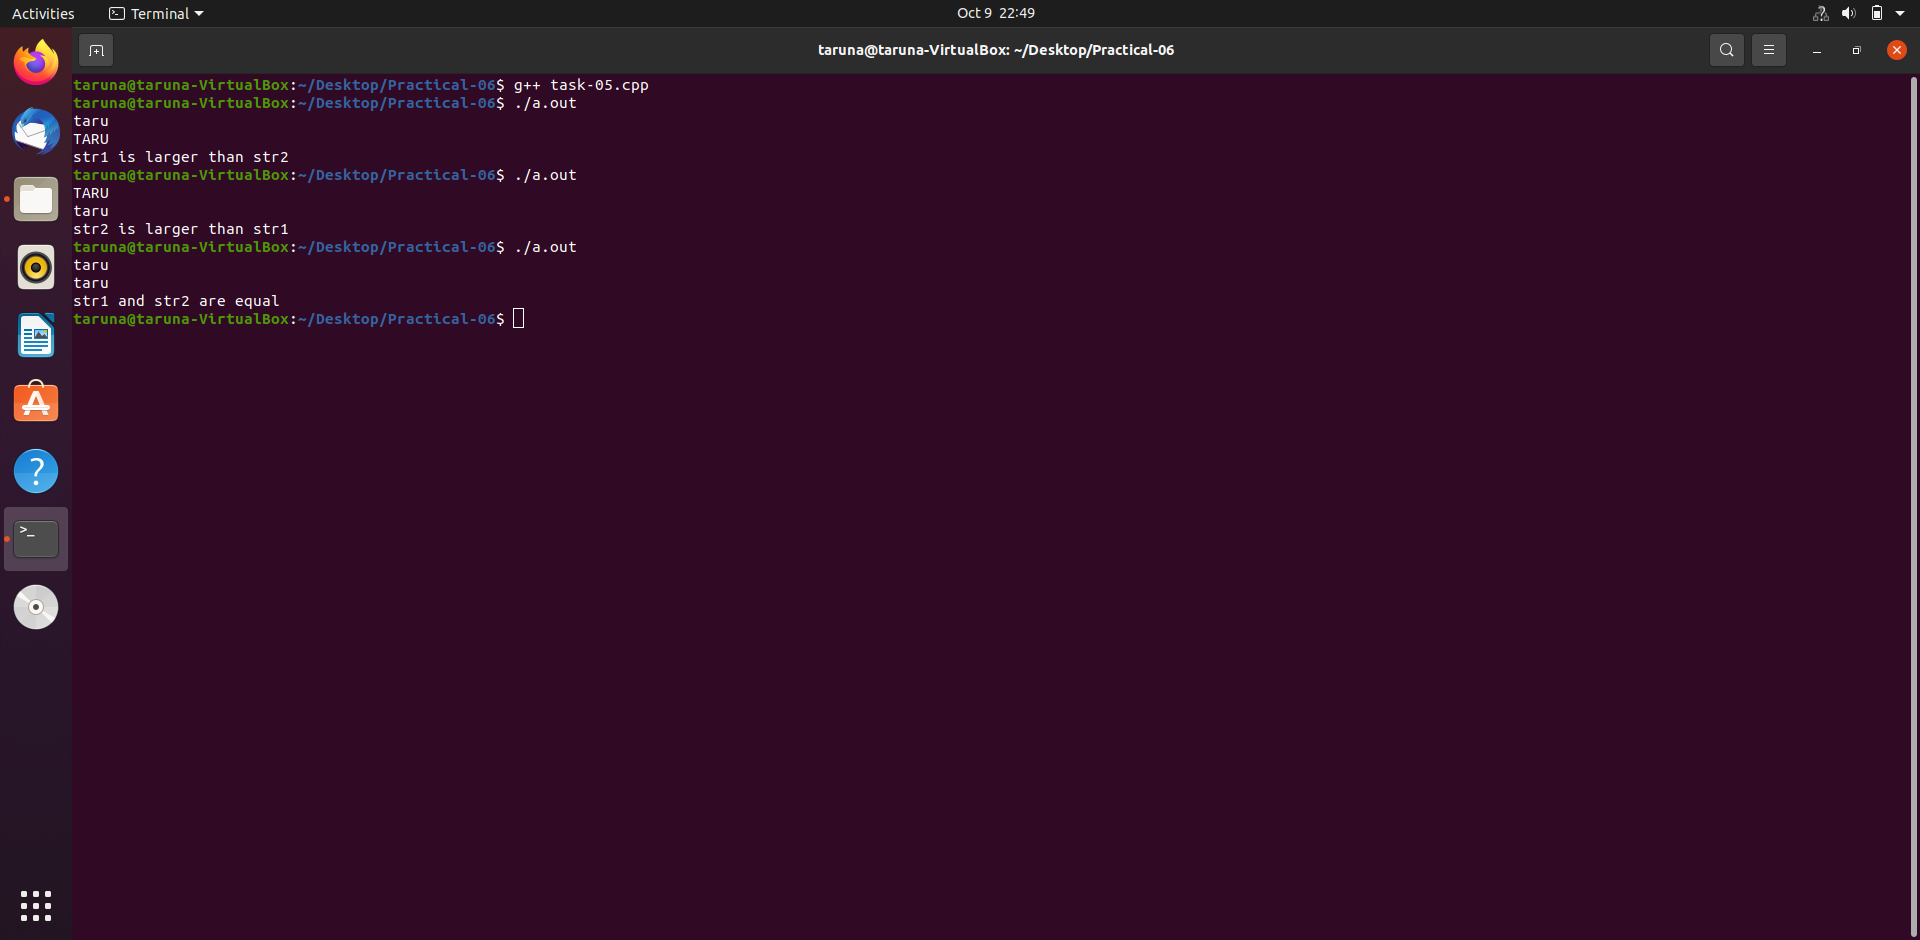 Activities
Terminal
Oct 9 22:49
taruna@taruna-VirtualBox: ~/Desktop/Practical-06
taruna@taruna-VirtualBox:~/Desktop/Practical-06$ g++ task-05.cpp
taruna@taruna-VirtualBox:~/Desktop/Practical-06$ ./a.out
taru
TARU
str1 is larger than str2
taruna@taruna-VirtualBox:~/Desktop/Practical-06$ ./a.out
TARU
taru
str2 is larger than str1
taruna@taruna-VirtualBox:~/Desktop/Practical-06$ ./a.out
taru
taru
str1 and str2 are equal
taruna@taruna-VirtualBox:~/Desktop/Practical-06$